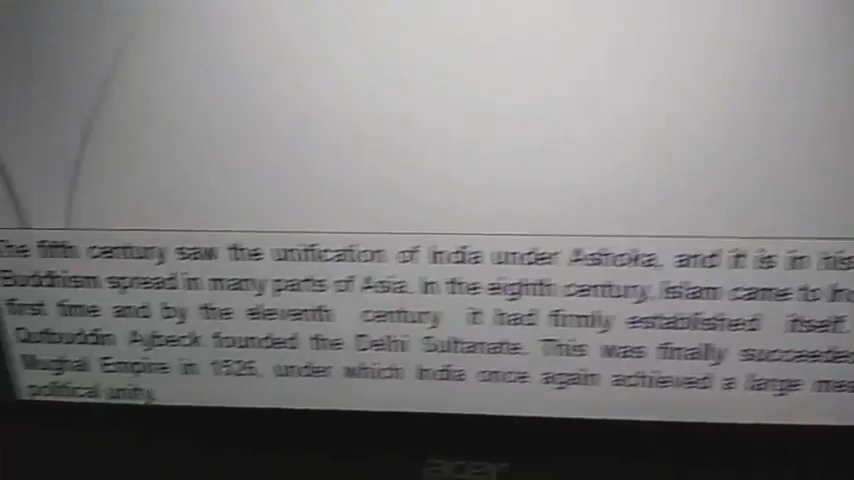 The fifth century saw the unification of India under Ashoka, and it is in his
Buddhism spread in many parts of Asia. In the eighth century, Islam came to
first time and by the eleventh century it had firmly established itself.
Qutbuddin Aybeck founded the Delhi Sultanate. This was finally succeeded
Mughal Empire in 1526, under which India once again achieved a large
political unity.
acer